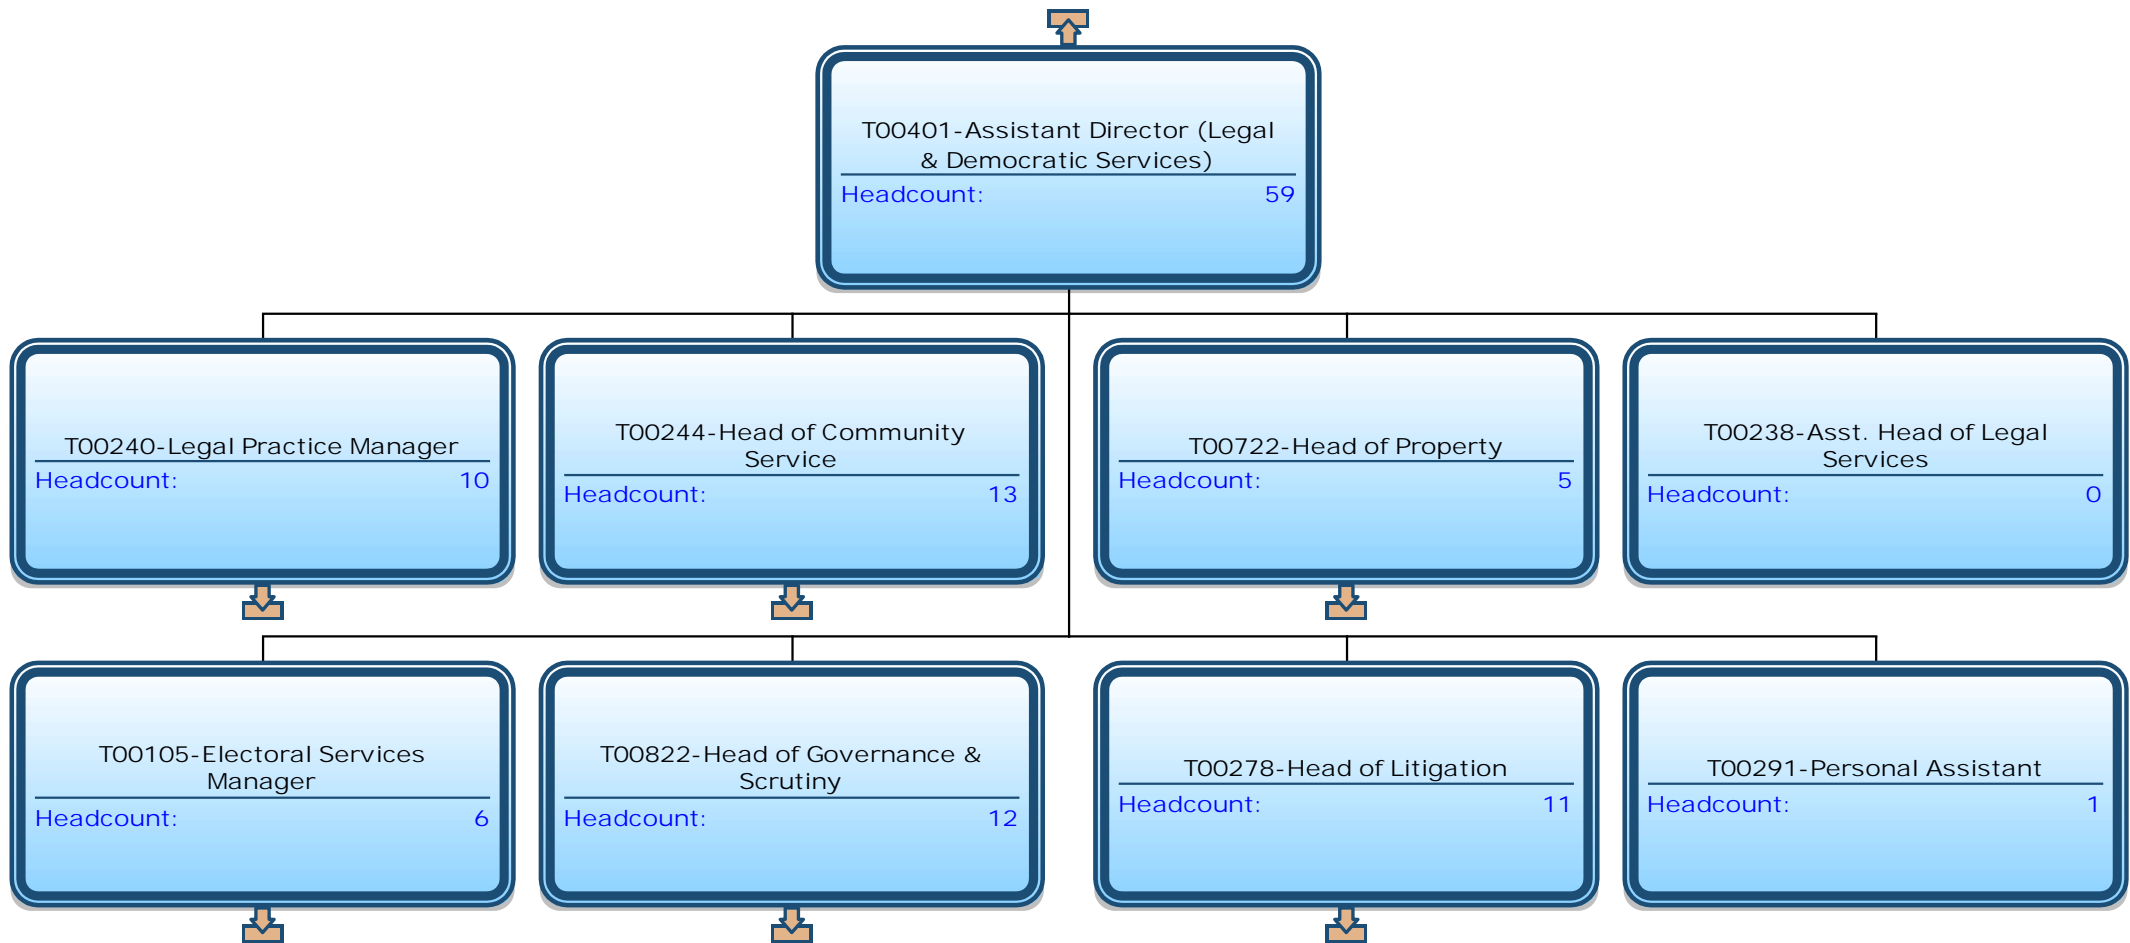 T00401-Assistant Director (Legal
& Democratic Services)
Headcount: 59
T00240-Legal Practice Manager
Headcount: 10
T00244-Head of Community
Service
Headcount: 13
T00722-Head of Property
Headcount: 5
T00238-Asst. Head of Legal
Services
Headcount: 0
T00105-Electoral Services
Manager
Headcount: 6
T00822-Head of Governance &
Scrutiny
Headcount: 12
T00278-Head of Litigation
Headcount: 11
T00291-Personal Assistant
Headcount: 1